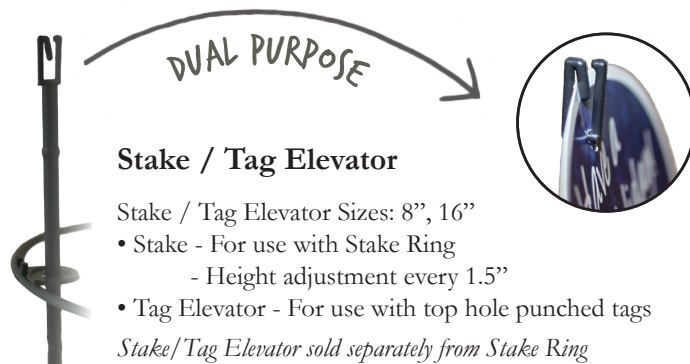 DUAL PURPOSE
Stake / Tag Elevator
Stake / Tag Elevator Sizes: 8”, 16”
• Stake - For use with Stake Ring
- Height adjustment every 1.5”
• Tag Elevator - For use with top hole punched tags
Stake/Tag Elevator sold separately from Stake Ring